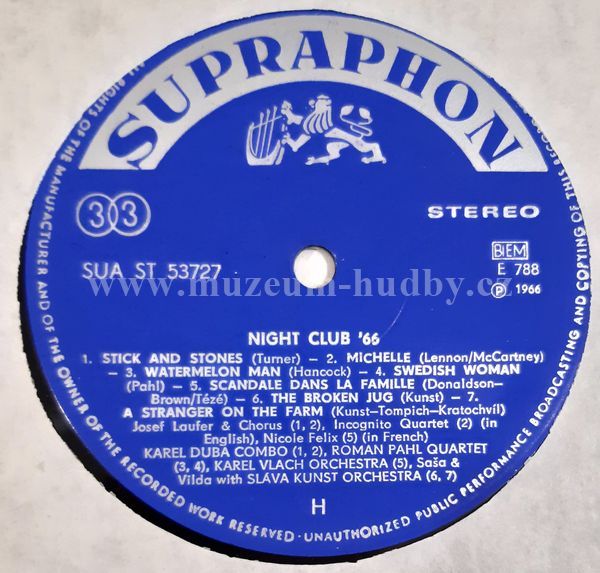 SUPRAPHON
33
STEREO
SUA ST 53727
BIEM
E 788
Ⓟ 1966
www.muzeum-hudby.cz
NIGHT CLUB '66
1. STICK AND STONES (Turner) – 2. MICHELLE (Lennon/McCartney)
– 3. WATERMELON MAN (Hancock) – 4. SWEDISH WOMAN
(Pahl) – 5. SCANDALE DANS LA FAMILLE (Donaldson-
Brown/Tézé) – 6. THE BROKEN JUG (Kunst) – 7.
A STRANGER ON THE FARM (Kunst–Tompich–Kratochvíl)
Josef Laufer & Chorus (1, 2), Incognito Quartet (2) (in
English), Nicole Felix (5) (in French)
KAREL DUBA COMBO (1, 2), ROMAN PAHL QUARTET
(3, 4), KAREL VLACH ORCHESTRA (5), Saša &
Vilda with SLÁVA KUNST ORCHESTRA (6, 7)
H
ALL RIGHTS OF THE MANUFACTURER AND OF THE OWNER OF THE RECORDED WORK RESERVED · UNAUTHORIZED PUBLIC PERFORMANCE BROADCASTING AND COPYING OF THIS